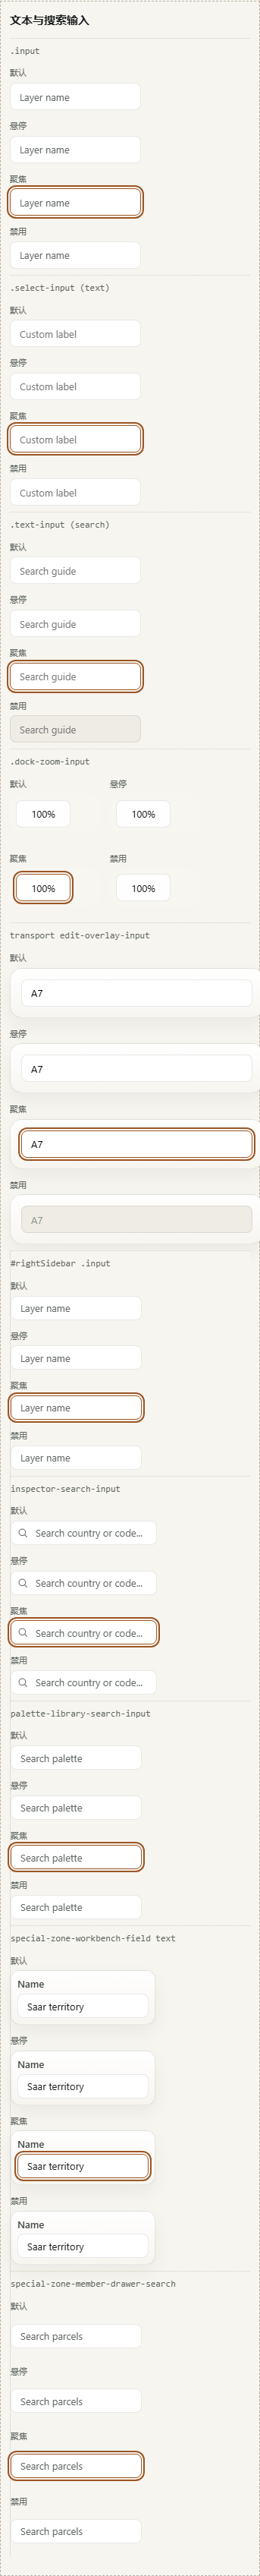 文本与搜索输入
.input
默认
Layer name
悬停
Layer name
聚焦
Layer name
禁用
Layer name
.select-input (text)
默认
Custom label
悬停
Custom label
聚焦
Custom label
禁用
Custom label
.text-input (search)
默认
Search guide
悬停
Search guide
聚焦
Search guide
禁用
Search guide
.dock-zoom-input
默认 悬停
100% 100%
聚焦 禁用
100% 100%
transport edit-overlay-input
默认
A7
悬停
A7
聚焦
A7
禁用
A7
#rightSidebar .input
默认
Layer name
悬停
Layer name
聚焦
Layer name
禁用
Layer name
inspector-search-input
默认
Search country or code...
悬停
Search country or code...
聚焦
Search country or code...
禁用
Search country or code...
palette-library-search-input
默认
Search palette
悬停
Search palette
聚焦
Search palette
禁用
Search palette
special-zone-workbench-field text
默认
Name
Saar territory
悬停
Name
Saar territory
聚焦
Name
Saar territory
禁用
Name
Saar territory
special-zone-member-drawer-search
默认
Search parcels
悬停
Search parcels
聚焦
Search parcels
禁用
Search parcels